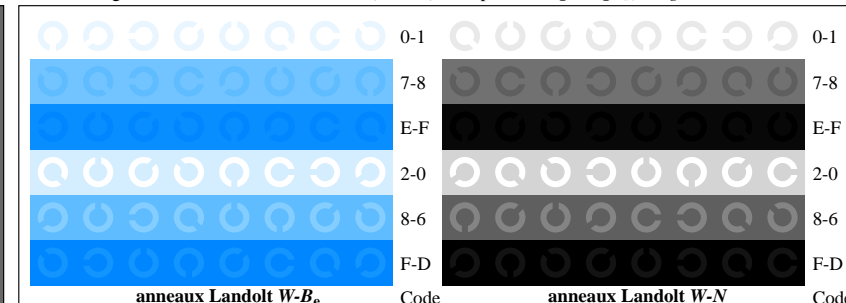 0-1 0-1
7-8 7-8
E-F E-F
2-0 2-0
8-6 8-6
F-D F-D
anneaux Landolt W-Be Code anneaux Landolt W-N Code